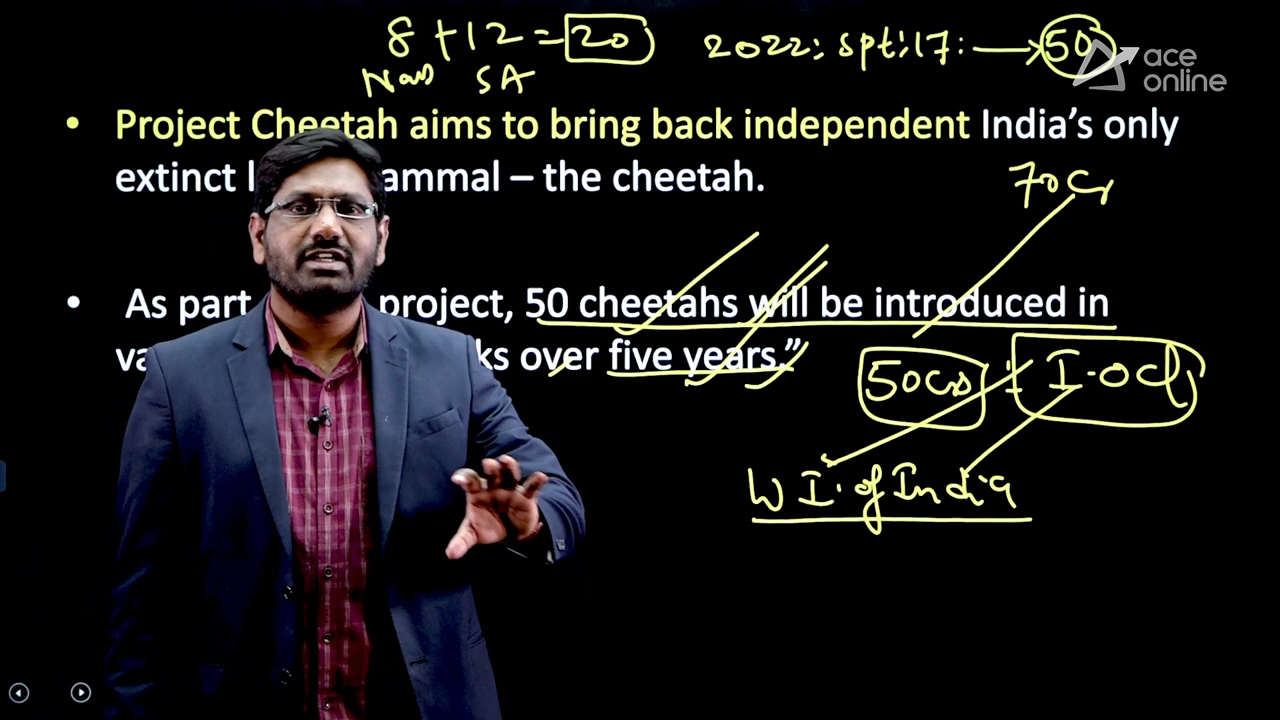 8 + 12 = 20 2022: Spt: 17: → 50
Nam SA
ace online
• Project Cheetah aims to bring back independent India's only
extinct l ammal – the cheetah.
70 Cr
• As part project, 50 cheetahs will be introduced in
va ks over five years."
50 Crs : I.OCL
W I. of India